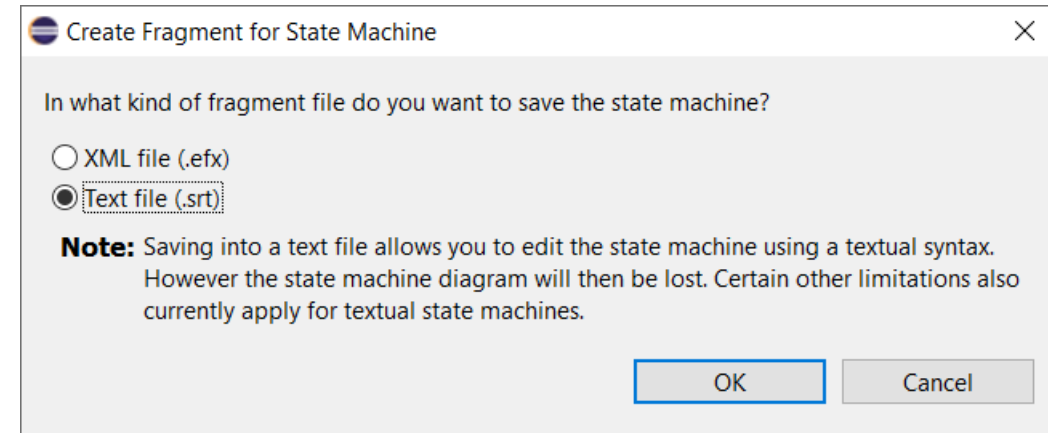 Create Fragment for State Machine
In what kind of fragment file do you want to save the state machine?
XML file (.efx)
Text file (.srt)
Note: Saving into a text file allows you to edit the state machine using a textual syntax.
However the state machine diagram will then be lost. Certain other limitations also
currently apply for textual state machines.
OK Cancel